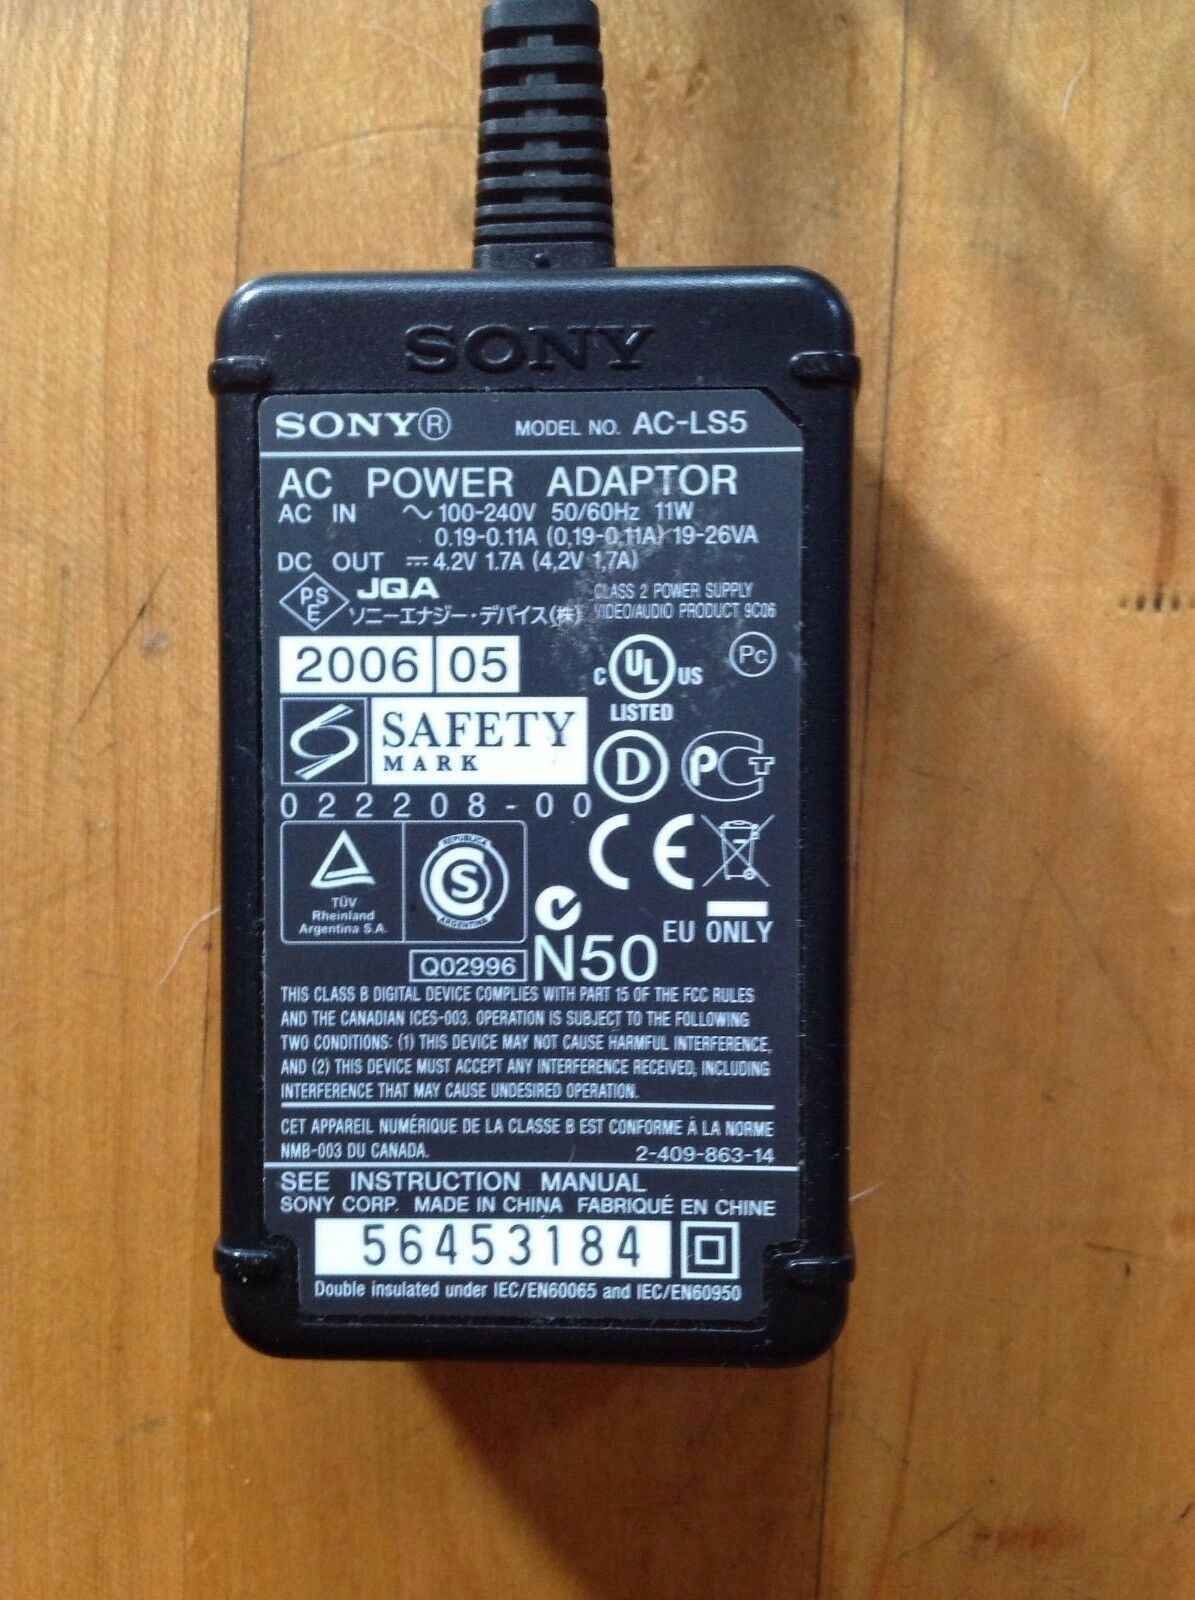 SONY
SONY® MODEL NO. AC-LS5
AC POWER ADAPTOR
AC IN ~ 100-240V 50/60Hz 11W
0.19-0.11A (0,19-0,11A) 19-26VA
DC OUT ⎓ 4.2V 1.7A (4,2V 1,7A)
PSE JQA
ソニーエナジー・デバイス(株)
CLASS 2 POWER SUPPLY
VIDEO/AUDIO PRODUCT 9C06
2006 05
C UL US
LISTED
Pc
SAFETY
MARK
D
PCT
022208-00
TÜV
Rheinland
Argentina S.A.
REPUBLICA
S
ARGENTINA
CE
EU ONLY
Q02996
N50
THIS CLASS B DIGITAL DEVICE COMPLIES WITH PART 15 OF THE FCC RULES
AND THE CANADIAN ICES-003. OPERATION IS SUBJECT TO THE FOLLOWING
TWO CONDITIONS: (1) THIS DEVICE MAY NOT CAUSE HARMFUL INTERFERENCE,
AND (2) THIS DEVICE MUST ACCEPT ANY INTERFERENCE RECEIVED, INCLUDING
INTERFERENCE THAT MAY CAUSE UNDESIRED OPERATION.
CET APPAREIL NUMÉRIQUE DE LA CLASSE B EST CONFORME À LA NORME
NMB-003 DU CANADA. 2-409-863-14
SEE INSTRUCTION MANUAL
SONY CORP. MADE IN CHINA FABRIQUÉ EN CHINE
56453184
Double insulated under IEC/EN60065 and IEC/EN60950